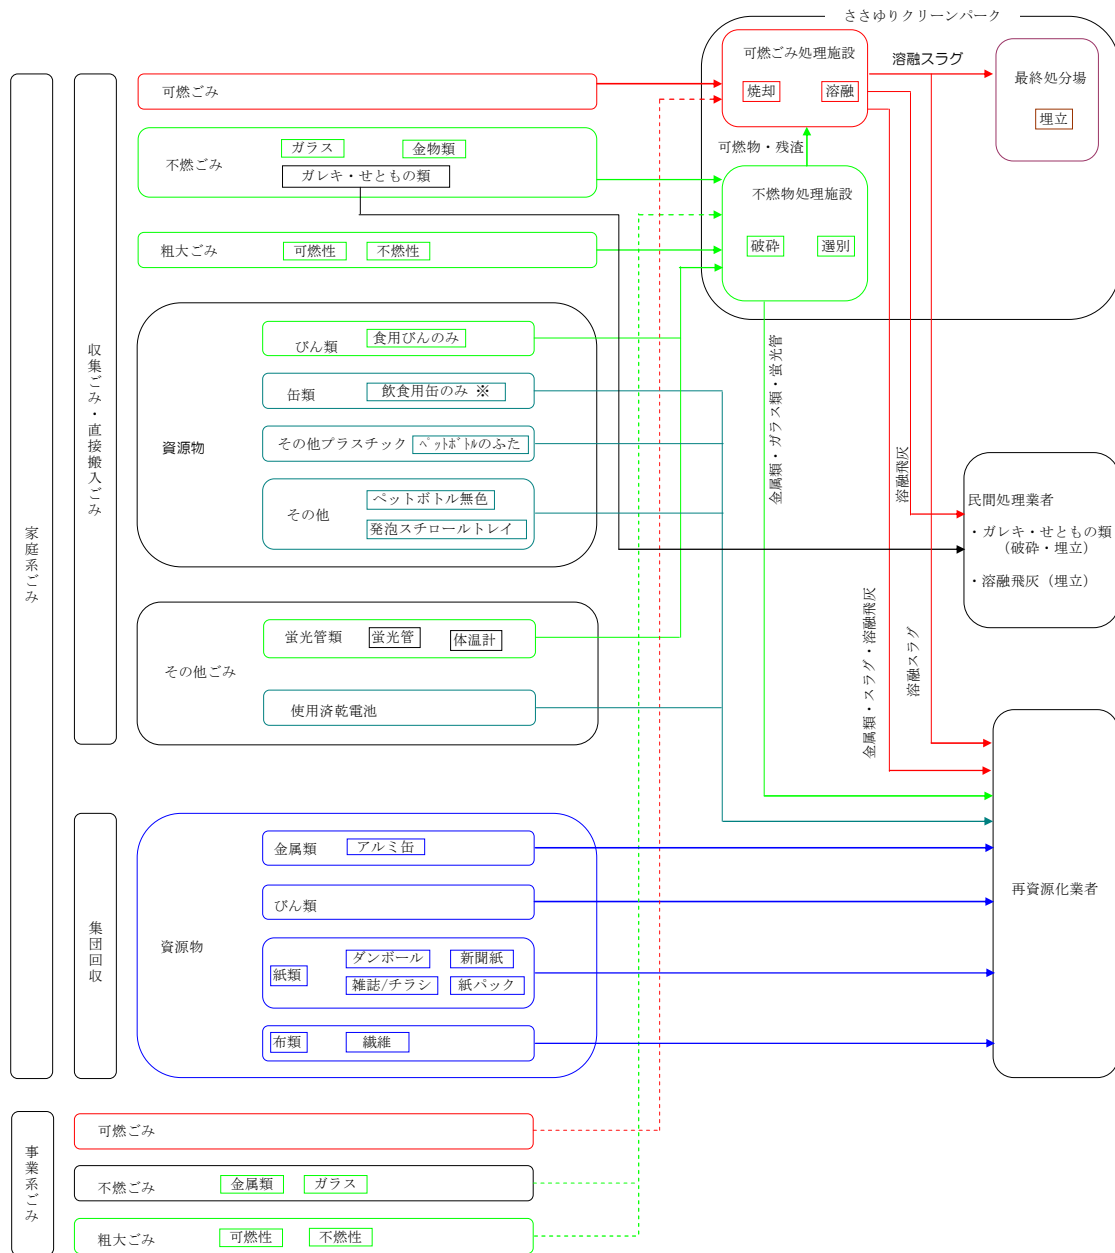 ささゆりクリーンパーク
可燃ごみ処理施設
焼却
溶融
溶融スラグ
最終処分場
埋立
可燃物・残渣
不燃物処理施設
破砕
選別
家庭系ごみ
収集ごみ・直接搬入ごみ
可燃ごみ
不燃ごみ
ガラス
金物類
ガレキ・せともの類
粗大ごみ
可燃性
不燃性
資源物
びん類
食用びんのみ
缶類
飲食用缶のみ ※
その他プラスチック
ペットボトルのふた
その他
ペットボトル無色
発泡スチロールトレイ
その他ごみ
蛍光管類
蛍光管
体温計
使用済乾電池
金属類・ガラス類・蛍光管
溶融飛灰
金属類・スラグ・溶融飛灰
溶融スラグ
民間処理業者
・ガレキ・せともの類
（破砕・埋立）
・溶融飛灰（埋立）
再資源化業者
集団回収
資源物
金属類
アルミ缶
びん類
紙類
ダンボール
新聞紙
雑誌/チラシ
紙パック
布類
繊維
事業系ごみ
可燃ごみ
不燃ごみ
金属類
ガラス
粗大ごみ
可燃性
不燃性